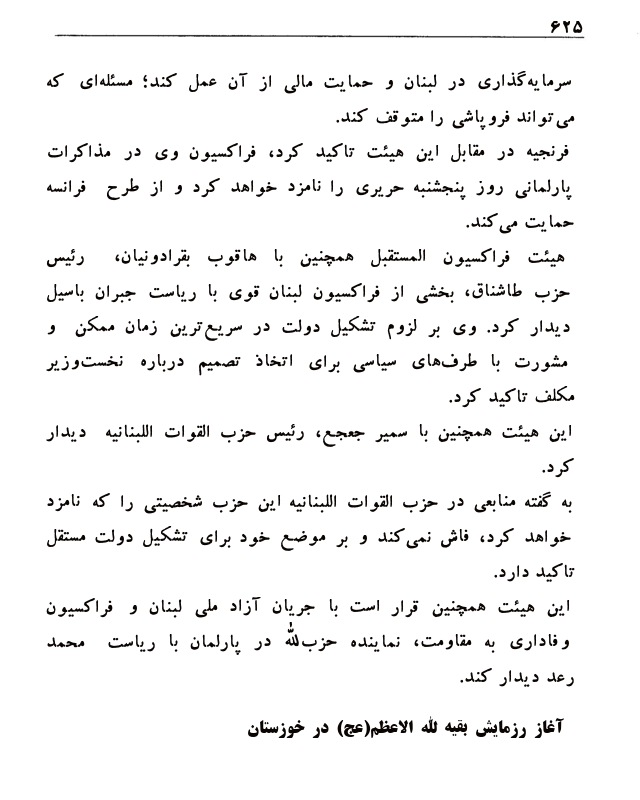 ۶۲۵
سرمایه‌گذاری در لبنان و حمایت مالی از آن عمل کند؛ مسئله‌ای که
می‌تواند فروپاشی را متوقف کند.
فرنجیه در مقابل این هیئت تاکید کرد، فراکسیون وی در مذاکرات
پارلمانی روز پنجشنبه حریری را نامزد خواهد کرد و از طرح فرانسه
حمایت می‌کند.
هیئت فراکسیون المستقبل همچنین با هاقوب بقرادونیان، رئیس
حزب طاشناق، بخشی از فراکسیون لبنان قوی با ریاست جبران باسیل
دیدار کرد. وی بر لزوم تشکیل دولت در سریع‌ترین زمان ممکن و
مشورت با طرف‌های سیاسی برای اتخاذ تصمیم درباره نخست‌وزیر
مکلف تاکید کرد.
این هیئت همچنین با سمیر جعجع، رئیس حزب القوات اللبنانیه دیدار
کرد.
به گفته منابعی در حزب القوات اللبنانیه این حزب شخصیتی را که نامزد
خواهد کرد، فاش نمی‌کند و بر موضع خود برای تشکیل دولت مستقل
تاکید دارد.
این هیئت همچنین قرار است با جریان آزاد ملی لبنان و فراکسیون
وفاداری به مقاومت، نماینده حزب‌الله در پارلمان با ریاست محمد
رعد دیدار کند.
آغاز رزمایش بقیه لله الاعظم(عج) در خوزستان